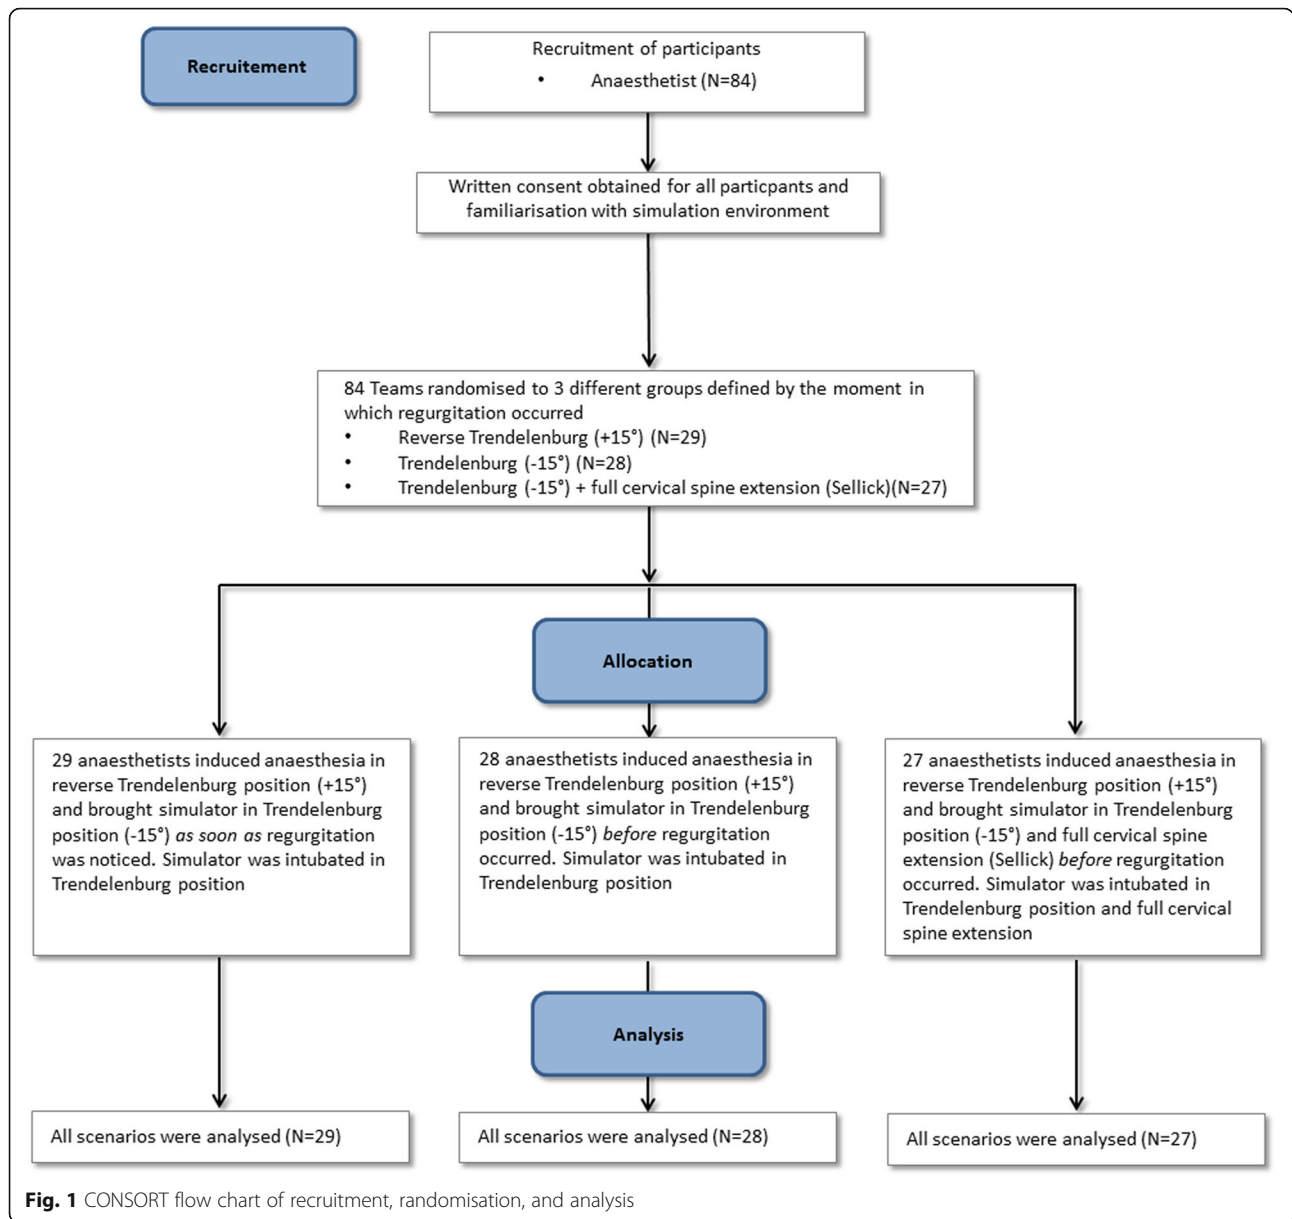 Recruitement
Recruitment of participants
• Anaesthetist (N=84)
Written consent obtained for all particpants and
familiarisation with simulation environment
84 Teams randomised to 3 different groups defined by the moment in
which regurgitation occurred
• Reverse Trendelenburg (+15°) (N=29)
• Trendelenburg (-15°) (N=28)
• Trendelenburg (-15°) + full cervical spine extension (Sellick)(N=27)
Allocation
29 anaesthetists induced anaesthesia in
reverse Trendelenburg position (+15°)
and brought simulator in Trendelenburg
position (-15°) as soon as regurgitation
was noticed. Simulator was intubated in
Trendelenburg position
28 anaesthetists induced anaesthesia in
reverse Trendelenburg position (+15°)
and brought simulator in Trendelenburg
position (-15°) before regurgitation
occurred. Simulator was intubated in
Trendelenburg position
27 anaesthetists induced anaesthesia in
reverse Trendelenburg position (+15°)
and brought simulator in Trendelenburg
position (-15°) and full cervical spine
extension (Sellick) before regurgitation
occurred. Simulator was intubated in
Trendelenburg position and full cervical
spine extension
Analysis
All scenarios were analysed (N=29)
All scenarios were analysed (N=28)
All scenarios were analysed (N=27)
Fig. 1 CONSORT flow chart of recruitment, randomisation, and analysis